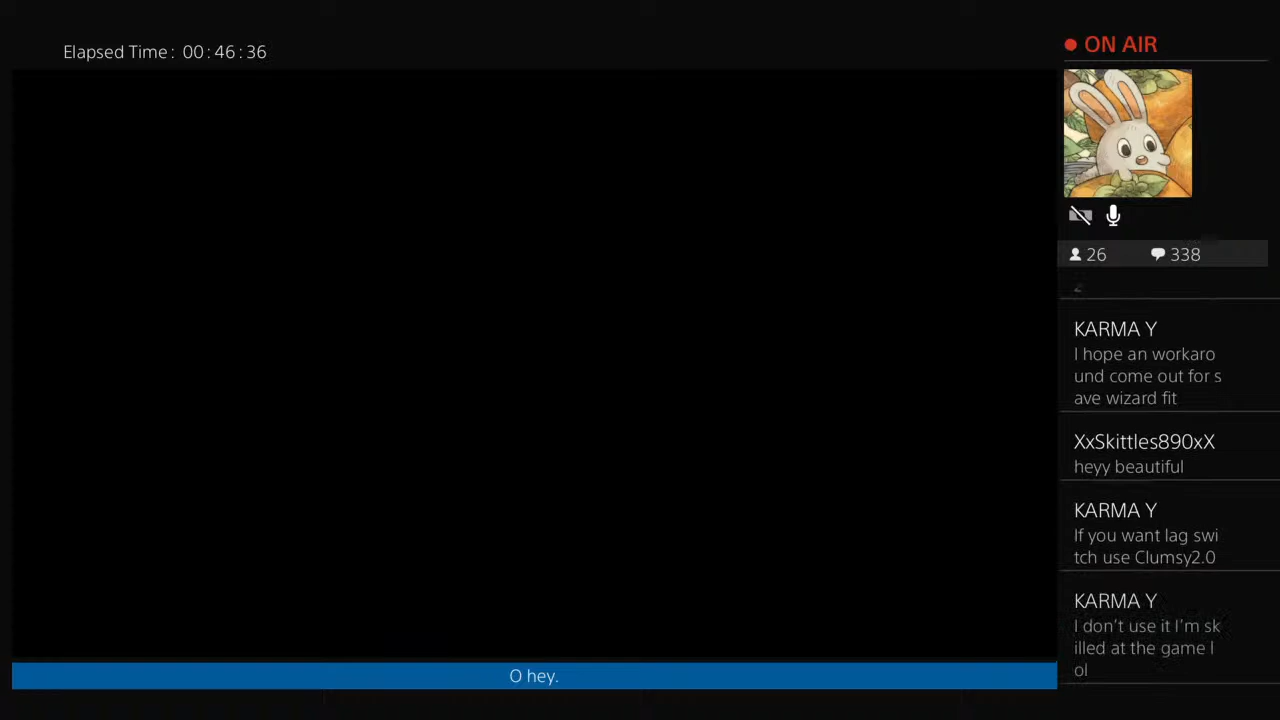 Elapsed Time: 00:46:36
ON AIR
26 338
KARMA Y
I hope an workaro
und come out for s
ave wizard fit
XxSkittles890xX
heyy beautiful
KARMA Y
If you want lag swi
tch use Clumsy2.0
KARMA Y
I don't use it I'm sk
illed at the game l
ol
O hey.